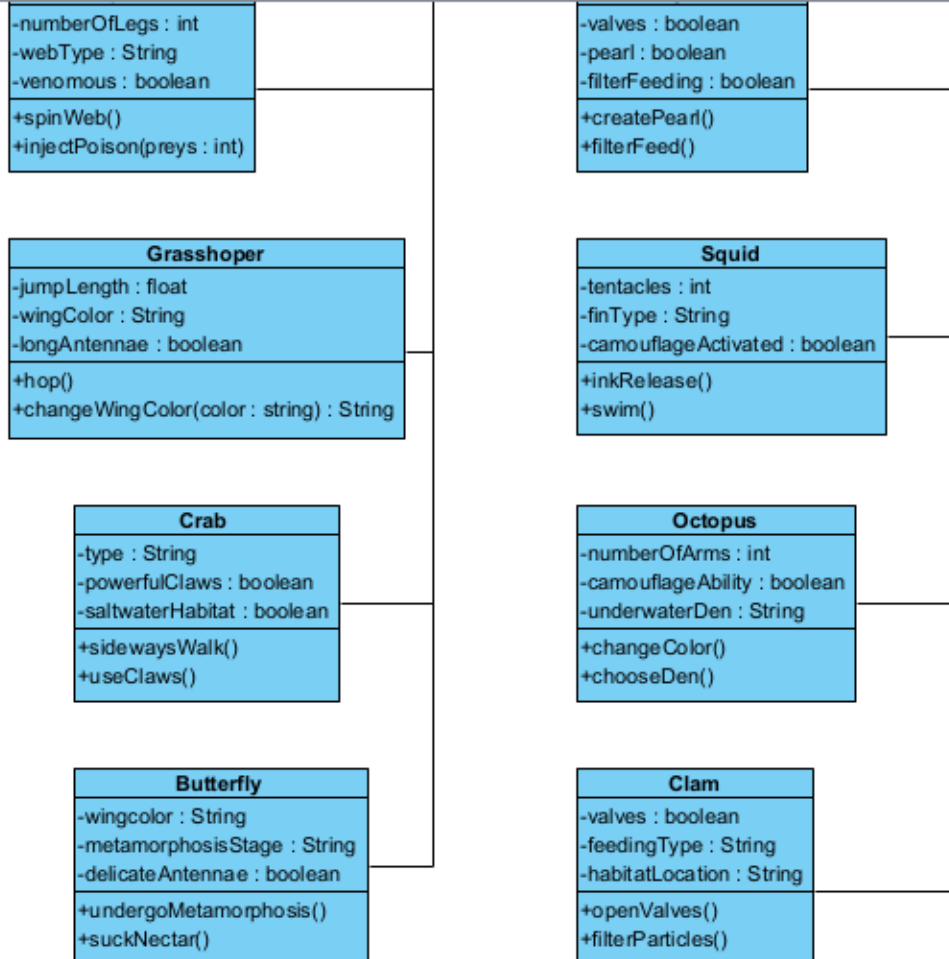 -numberOfLegs : int
-webType : String
-venomous : boolean
+spinWeb()
+injectPoison(preys : int)
-valves : boolean
-pearl : boolean
-filterFeeding : boolean
+createPearl()
+filterFeed()
Grasshoper
-jumpLength : float
-wingColor : String
-longAntennae : boolean
+hop()
+changeWingColor(color : string) : String
Squid
-tentacles : int
-finType : String
-camouflageActivated : boolean
+inkRelease()
+swim()
Crab
-type : String
-powerfulClaws : boolean
-saltwaterHabitat : boolean
+sidewaysWalk()
+useClaws()
Octopus
-numberOfArms : int
-camouflageAbility : boolean
-underwaterDen : String
+changeColor()
+chooseDen()
Butterfly
-wingcolor : String
-metamorphosisStage : String
-delicateAntennae : boolean
+undergoMetamorphosis()
+suckNectar()
Clam
-valves : boolean
-feedingType : String
-habitatLocation : String
+openValves()
+filterParticles()